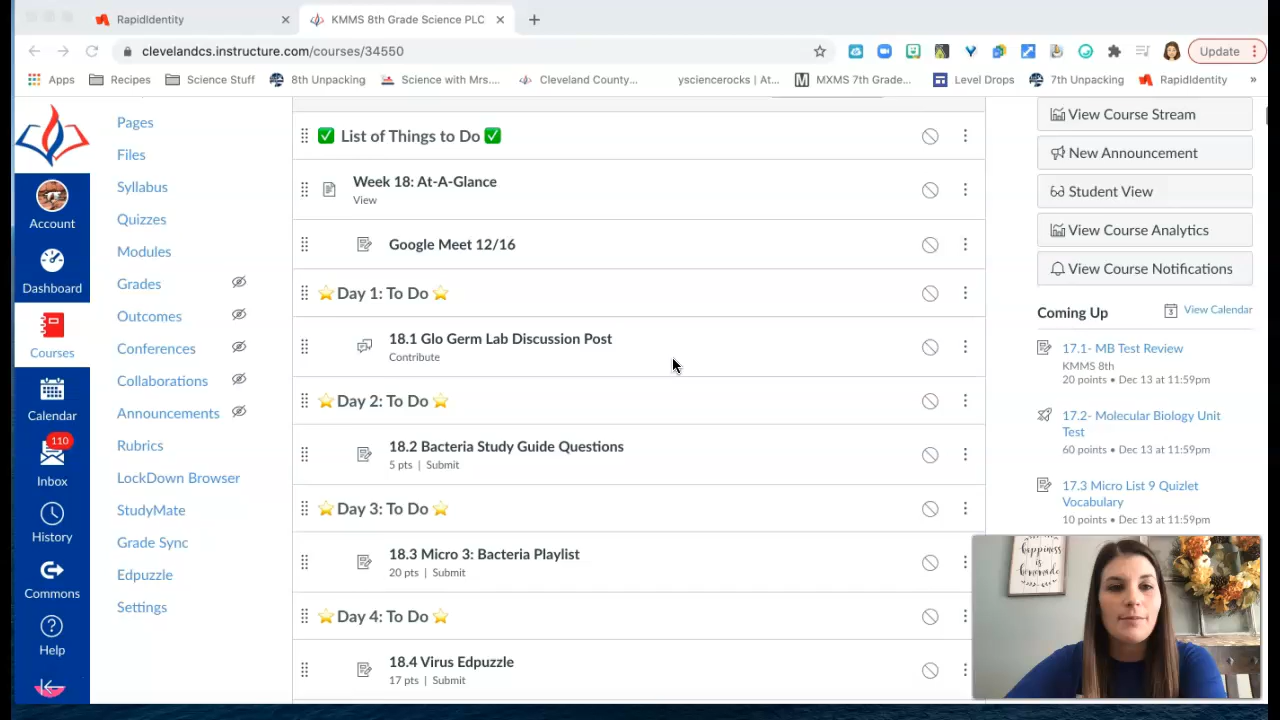 RapidIdentity
KMMS 8th Grade Science PLC
clevelandcs.instructure.com/courses/34550
Update
Apps
Recipes
Science Stuff
8th Unpacking
Science with Mrs....
Cleveland County...
ysciencerocks | At...
MXMS 7th Grade...
Level Drops
7th Unpacking
RapidIdentity
»
Account
Dashboard
Courses
Calendar
110
Inbox
History
Commons
Help
Pages
Files
Syllabus
Quizzes
Modules
Grades
Outcomes
Conferences
Collaborations
Announcements
Rubrics
LockDown Browser
StudyMate
Grade Sync
Edpuzzle
Settings
✅ List of Things to Do ✅
Week 18: At-A-Glance
View
Google Meet 12/16
⭐ Day 1: To Do ⭐
18.1 Glo Germ Lab Discussion Post
Contribute
⭐ Day 2: To Do ⭐
18.2 Bacteria Study Guide Questions
5 pts | Submit
⭐ Day 3: To Do ⭐
18.3 Micro 3: Bacteria Playlist
20 pts | Submit
⭐ Day 4: To Do ⭐
18.4 Virus Edpuzzle
17 pts | Submit
View Course Stream
New Announcement
Student View
View Course Analytics
View Course Notifications
Coming Up
3
View Calendar
17.1- MB Test Review
KMMS 8th
20 points • Dec 13 at 11:59pm
17.2- Molecular Biology Unit
Test
60 points • Dec 13 at 11:59pm
17.3 Micro List 9 Quizlet
Vocabulary
10 points • Dec 13 at 11:59pm
happiness
is
homemade